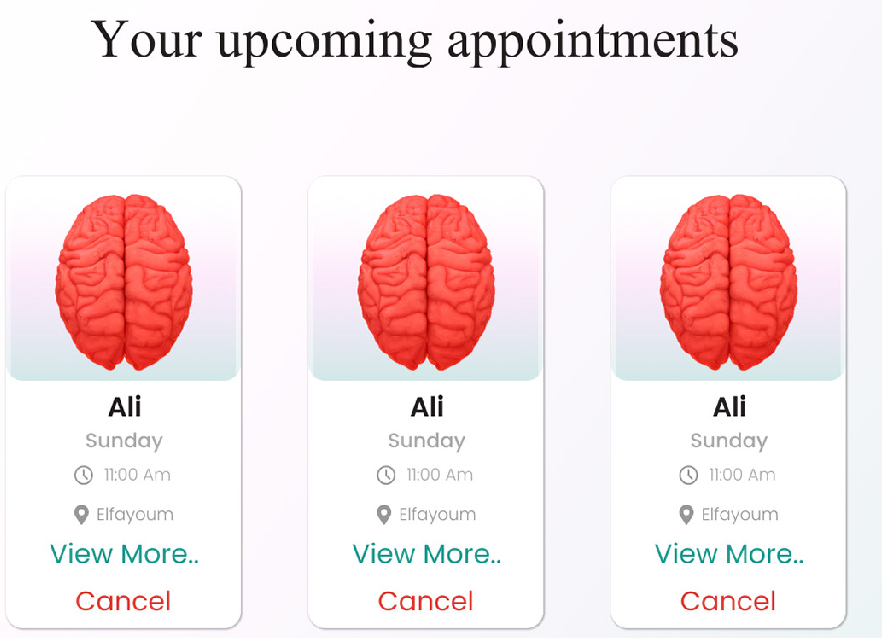 Your upcoming appointments
Ali
Sunday
11:00 Am
Elfayoum
View More..
Cancel
Ali
Sunday
11:00 Am
Elfayoum
View More..
Cancel
Ali
Sunday
11:00 Am
Elfayoum
View More..
Cancel